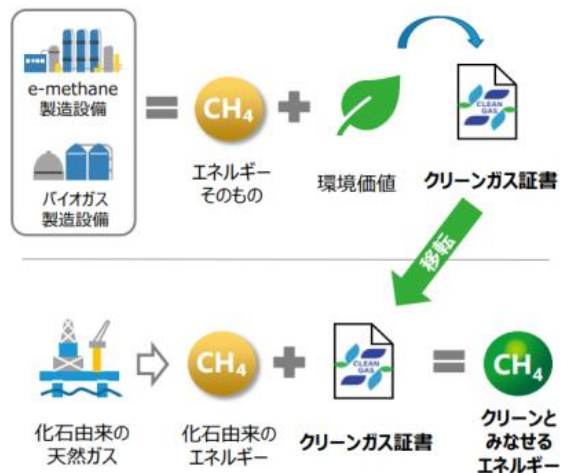 e-methane
製造設備
バイオガス
製造設備
CH4
エネルギー
そのもの
環境価値
CLEAN
GAS
クリーンガス証書
移転
化石由来の
天然ガス
CH4
化石由来の
エネルギー
CLEAN
GAS
クリーンガス証書
CH4
クリーンと
みなせる
エネルギー